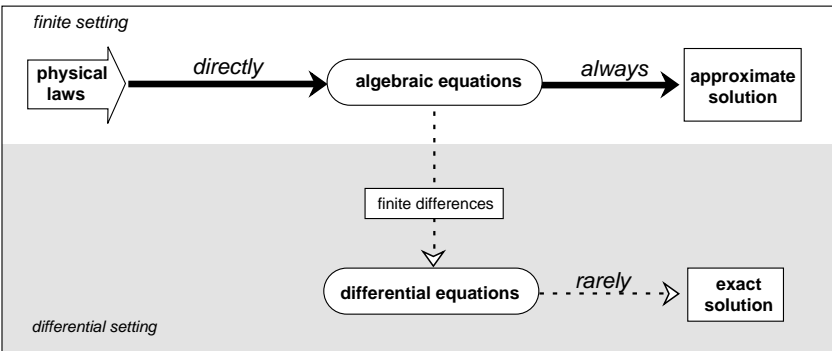 finite setting
physical
laws
directly
algebraic equations
always
approximate
solution
finite differences
differential equations
rarely
exact
solution
differential setting